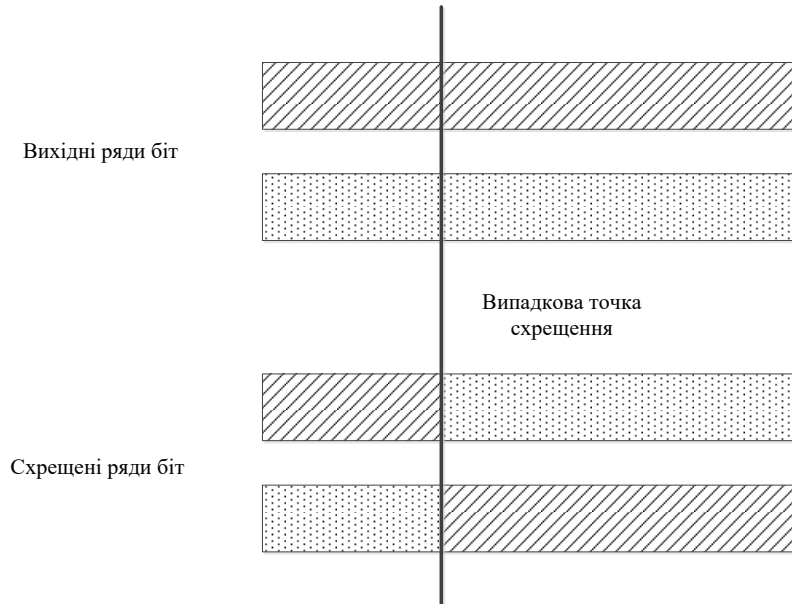 Вихідні ряди біт
Випадкова точка
схрещення
Схрещені ряди біт